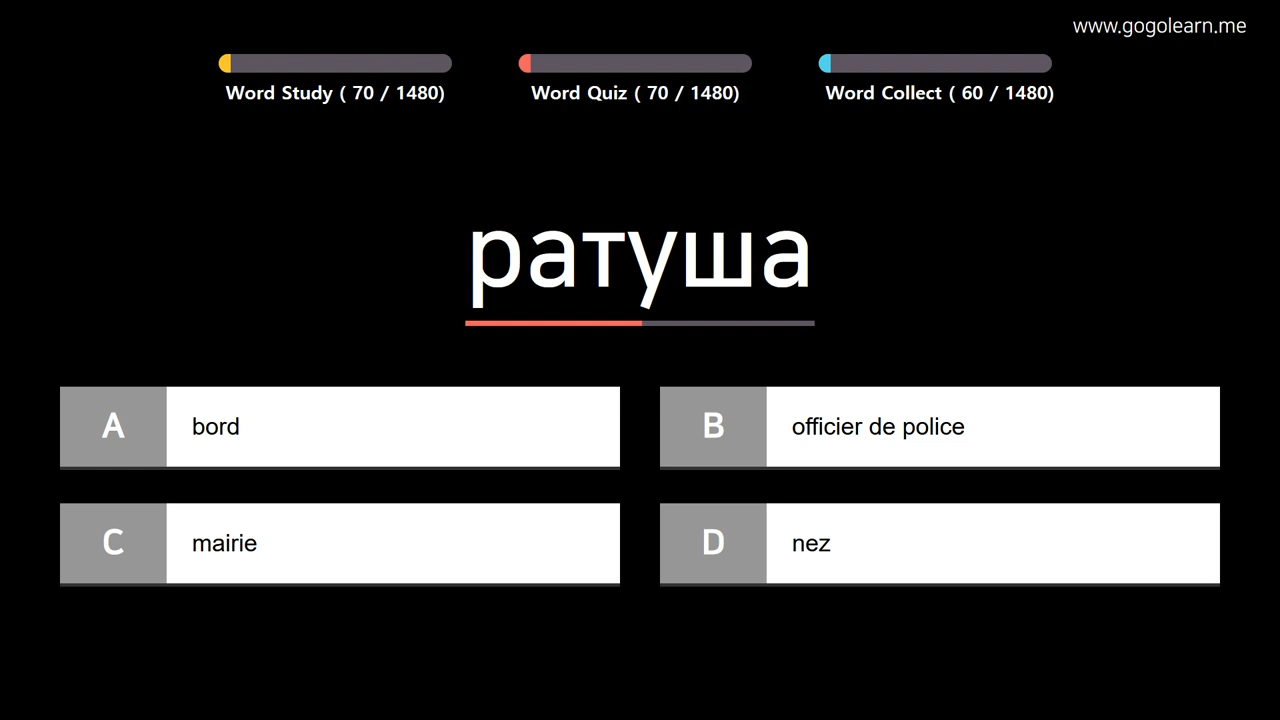 www.gogolearn.me
Word Study ( 70 / 1480)
Word Quiz ( 70 / 1480)
Word Collect ( 60 / 1480)
ратуша
A bord
B officier de police
C mairie
D nez